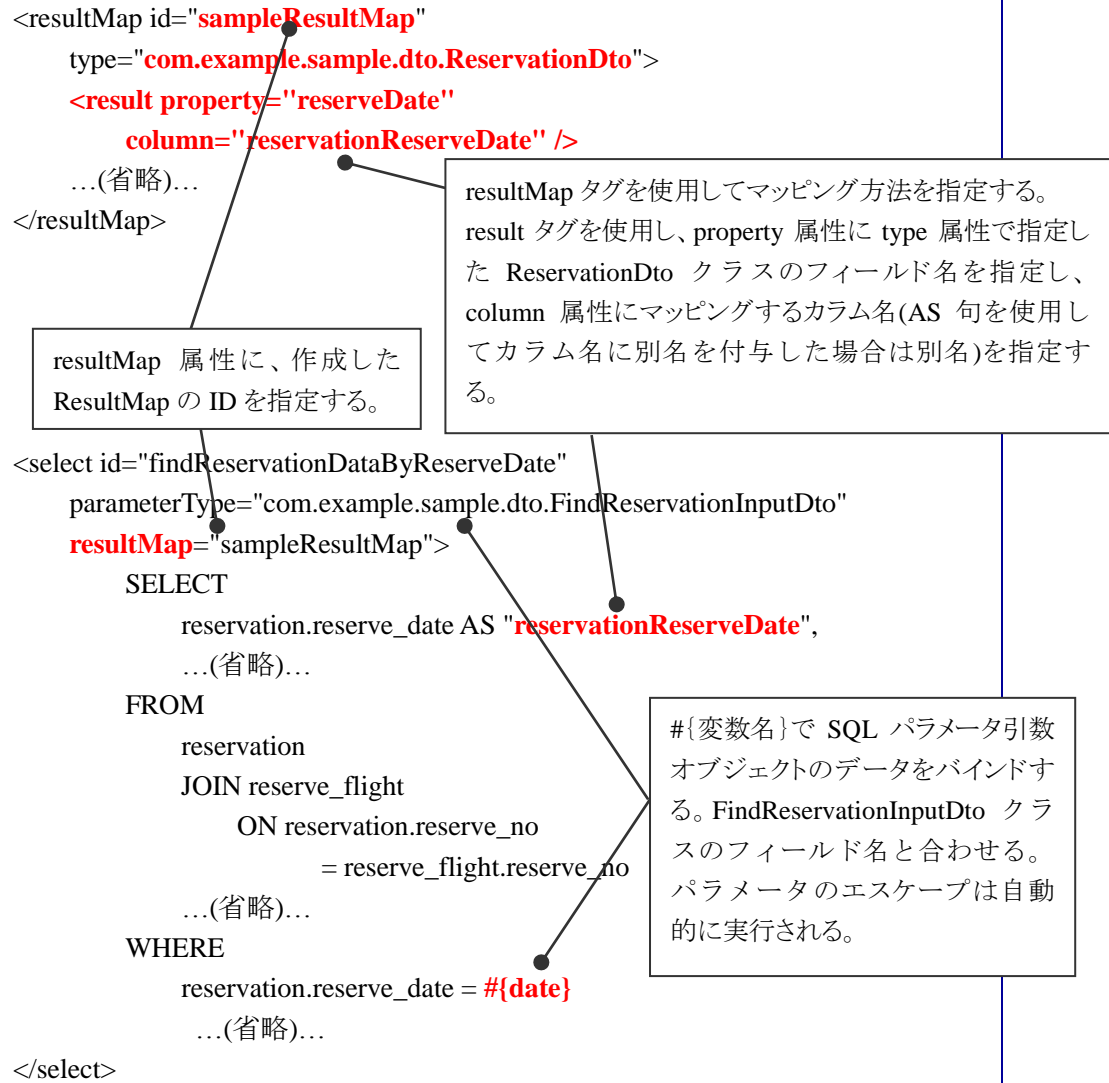 <resultMap id="sampleResultMap"
type="com.example.sample.dto.ReservationDto">
<result property="reserveDate"
column="reservationReserveDate" />
…(省略)…
</resultMap>
resultMap タグを使用してマッピング方法を指定する。
result タグを使用し、property 属性に type 属性で指定し
た ReservationDto クラスのフィールド名を指定し、
column 属性にマッピングするカラム名(AS 句を使用し
てカラム名に別名を付与した場合は別名)を指定す
る。
resultMap 属性に、作成した
ResultMap の ID を指定する。
<select id="findReservationDataByReserveDate"
parameterType="com.example.sample.dto.FindReservationInputDto"
resultMap="sampleResultMap">
SELECT
reservation.reserve_date AS "reservationReserveDate",
…(省略)…
FROM
reservation
JOIN reserve_flight
ON reservation.reserve_no
= reserve_flight.reserve_no
…(省略)…
WHERE
reservation.reserve_date = #{date}
…(省略)…
</select>
#{変数名}で SQL パラメータ引数
オブジェクトのデータをバインドす
る。FindReservationInputDto クラ
スのフィールド名と合わせる。
パラメータのエスケープは自動
的に実行される。